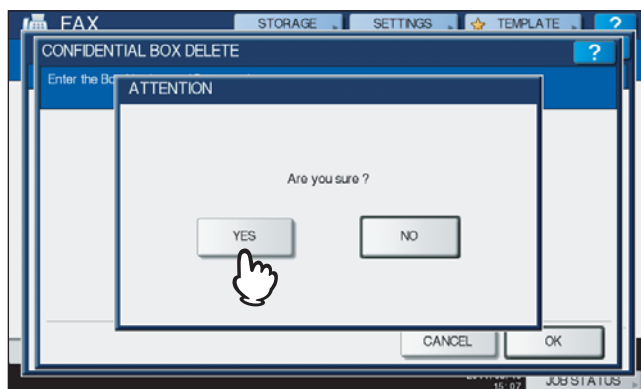 FAX STORAGE SETTINGS TEMPLATE ?
CONFIDENTIAL BOX DELETE ?
Enter the
ATTENTION
Are you sure ?
YES NO
CANCEL OK
15:07 JOB STATUS